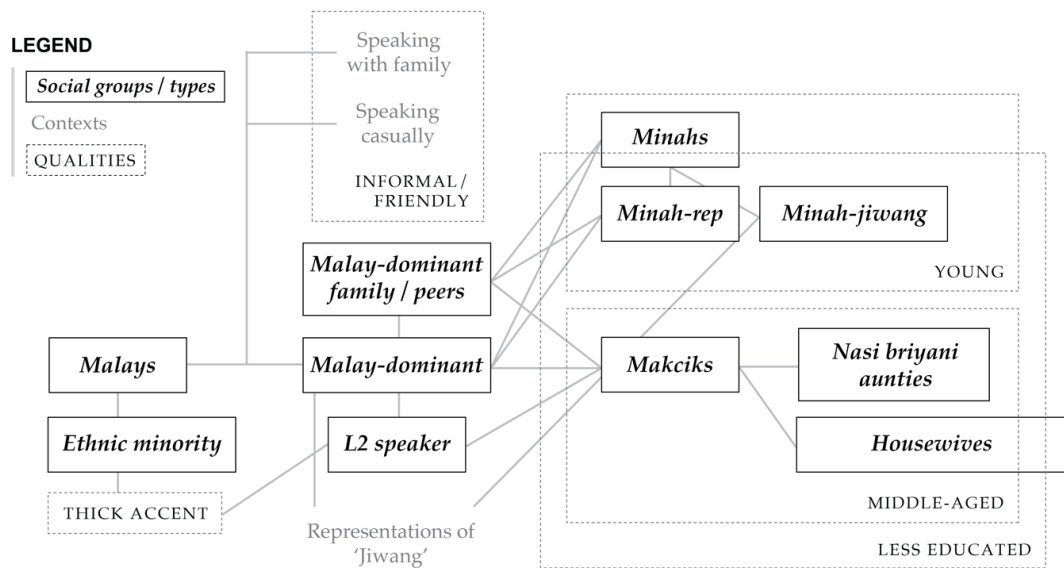 LEGEND
Social groups / types
Contexts
QUALITIES
Speaking
with family
Speaking
casually
INFORMAL /
FRIENDLY
Minahs
Minah-rep
Minah-jiwang
YOUNG
Malay-dominant
family / peers
Malays
Malay-dominant
Makciks
Nasi briyani
aunties
Ethnic minority
L2 speaker
Housewives
THICK ACCENT
MIDDLE-AGED
Representations of
‘Jiwang’
LESS EDUCATED